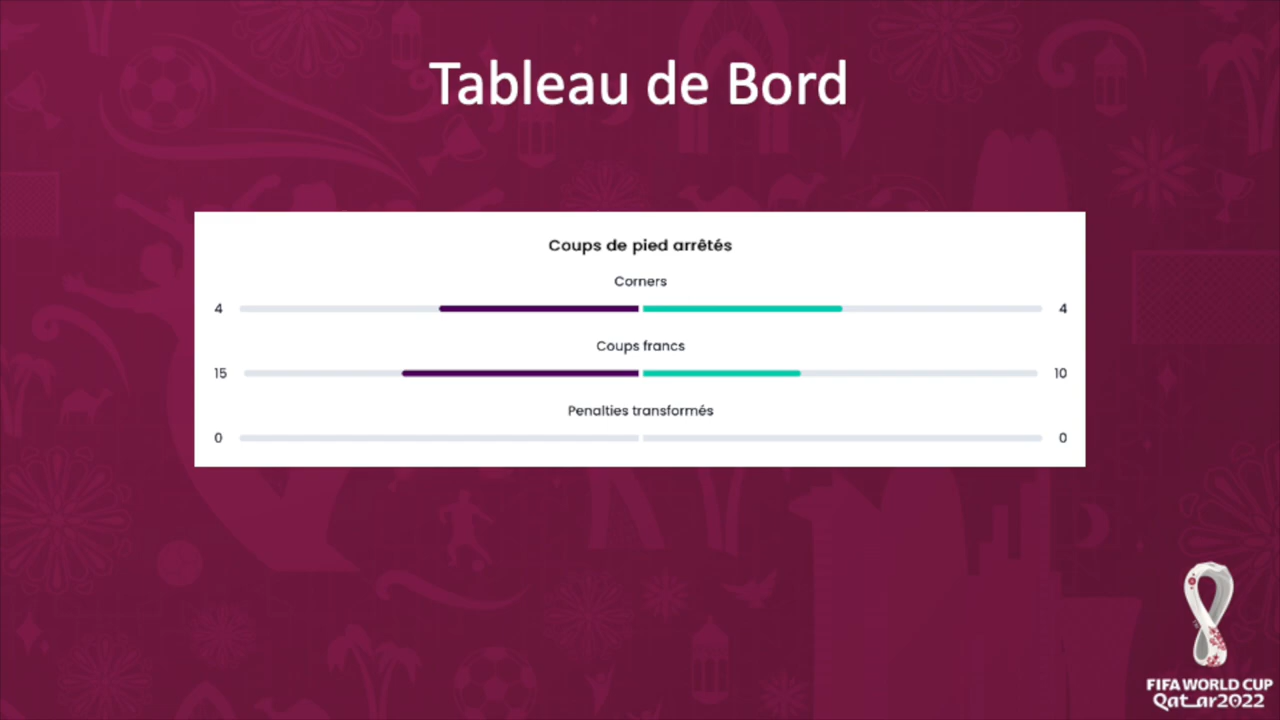 Tableau de Bord
Coups de pied arrêtés
Corners
4 4
Coups francs
15 10
Penalties transformés
0 0
FIFA WORLD CUP
Qatar2022